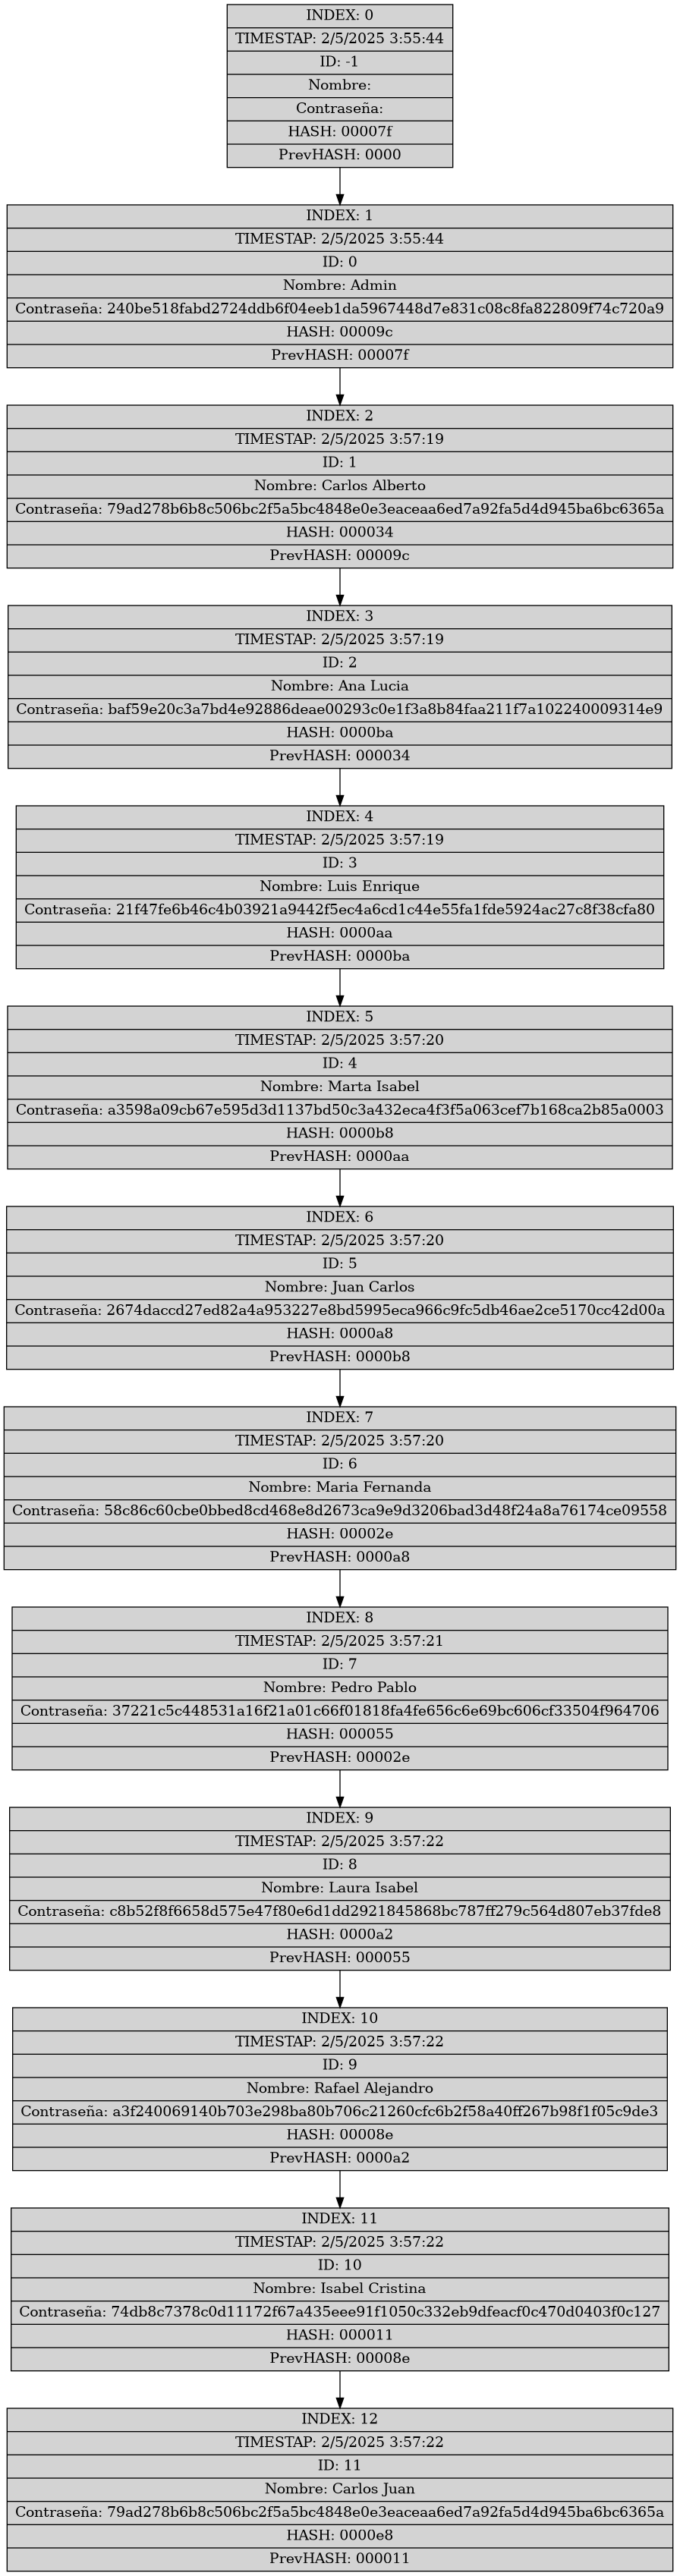 INDEX: 0
TIMESTAP: 2/5/2025 3:55:44
ID: -1
Nombre:
Contraseña:
HASH: 00007f
PrevHASH: 0000
INDEX: 1
TIMESTAP: 2/5/2025 3:55:44
ID: 0
Nombre: Admin
Contraseña: 240be518fabd2724ddb6f04eeb1da5967448d7e831c08c8fa822809f74c720a9
HASH: 00009c
PrevHASH: 00007f
INDEX: 2
TIMESTAP: 2/5/2025 3:57:19
ID: 1
Nombre: Carlos Alberto
Contraseña: 79ad278b6b8c506bc2f5a5bc4848e0e3eaceaa6ed7a92fa5d4d945ba6bc6365a
HASH: 000034
PrevHASH: 00009c
INDEX: 3
TIMESTAP: 2/5/2025 3:57:19
ID: 2
Nombre: Ana Lucia
Contraseña: baf59e20c3a7bd4e92886deae00293c0e1f3a8b84faa211f7a102240009314e9
HASH: 0000ba
PrevHASH: 000034
INDEX: 4
TIMESTAP: 2/5/2025 3:57:19
ID: 3
Nombre: Luis Enrique
Contraseña: 21f47fe6b46c4b03921a9442f5ec4a6cd1c44e55fa1fde5924ac27c8f38cfa80
HASH: 0000aa
PrevHASH: 0000ba
INDEX: 5
TIMESTAP: 2/5/2025 3:57:20
ID: 4
Nombre: Marta Isabel
Contraseña: a3598a09cb67e595d3d1137bd50c3a432eca4f3f5a063cef7b168ca2b85a0003
HASH: 0000b8
PrevHASH: 0000aa
INDEX: 6
TIMESTAP: 2/5/2025 3:57:20
ID: 5
Nombre: Juan Carlos
Contraseña: 2674daccd27ed82a4a953227e8bd5995eca966c9fc5db46ae2ce5170cc42d00a
HASH: 0000a8
PrevHASH: 0000b8
INDEX: 7
TIMESTAP: 2/5/2025 3:57:20
ID: 6
Nombre: Maria Fernanda
Contraseña: 58c86c60cbe0bbed8cd468e8d2673ca9e9d3206bad3d48f24a8a76174ce09558
HASH: 00002e
PrevHASH: 0000a8
INDEX: 8
TIMESTAP: 2/5/2025 3:57:21
ID: 7
Nombre: Pedro Pablo
Contraseña: 37221c5c448531a16f21a01c66f01818fa4fe656c6e69bc606cf33504f964706
HASH: 000055
PrevHASH: 00002e
INDEX: 9
TIMESTAP: 2/5/2025 3:57:22
ID: 8
Nombre: Laura Isabel
Contraseña: c8b52f8f6658d575e47f80e6d1dd2921845868bc787ff279c564d807eb37fde8
HASH: 0000a2
PrevHASH: 000055
INDEX: 10
TIMESTAP: 2/5/2025 3:57:22
ID: 9
Nombre: Rafael Alejandro
Contraseña: a3f240069140b703e298ba80b706c21260cfc6b2f58a40ff267b98f1f05c9de3
HASH: 00008e
PrevHASH: 0000a2
INDEX: 11
TIMESTAP: 2/5/2025 3:57:22
ID: 10
Nombre: Isabel Cristina
Contraseña: 74db8c7378c0d11172f67a435eee91f1050c332eb9dfeacf0c470d0403f0c127
HASH: 000011
PrevHASH: 00008e
INDEX: 12
TIMESTAP: 2/5/2025 3:57:22
ID: 11
Nombre: Carlos Juan
Contraseña: 79ad278b6b8c506bc2f5a5bc4848e0e3eaceaa6ed7a92fa5d4d945ba6bc6365a
HASH: 0000e8
PrevHASH: 000011